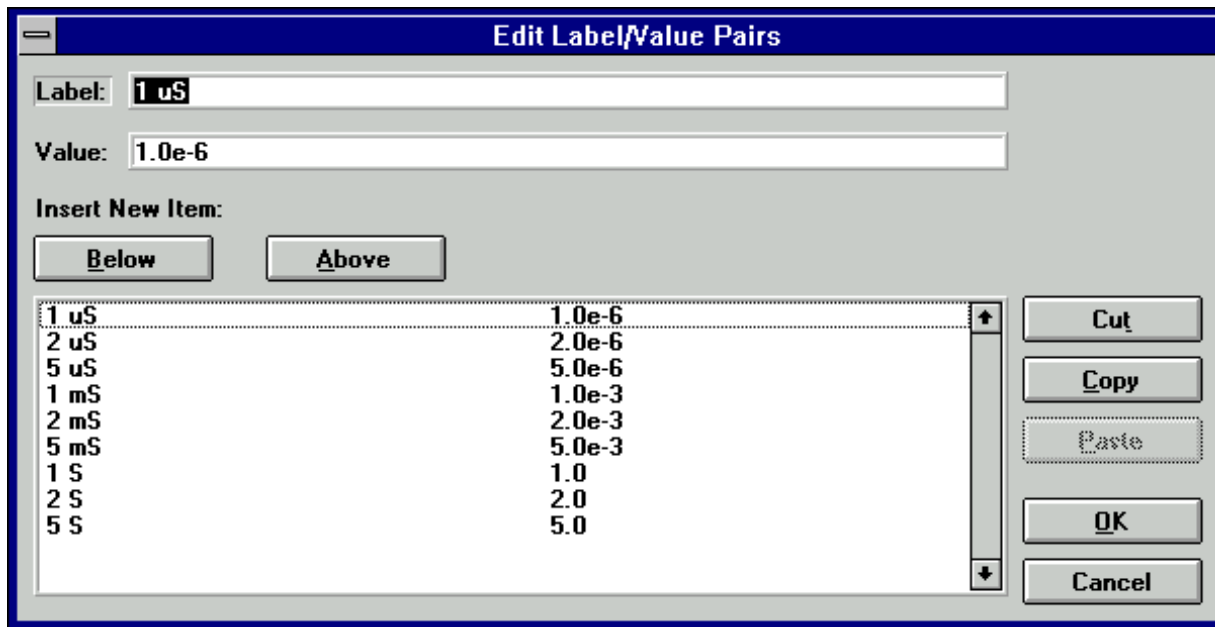 Edit Label/Value Pairs
Label: 1 uS
Value: 1.0e-6
Insert New Item:
Below Above
1 uS 1.0e-6
2 uS 2.0e-6
5 uS 5.0e-6
1 mS 1.0e-3
2 mS 2.0e-3
5 mS 5.0e-3
1 S 1.0
2 S 2.0
5 S 5.0
Cut
Copy
Paste
OK
Cancel